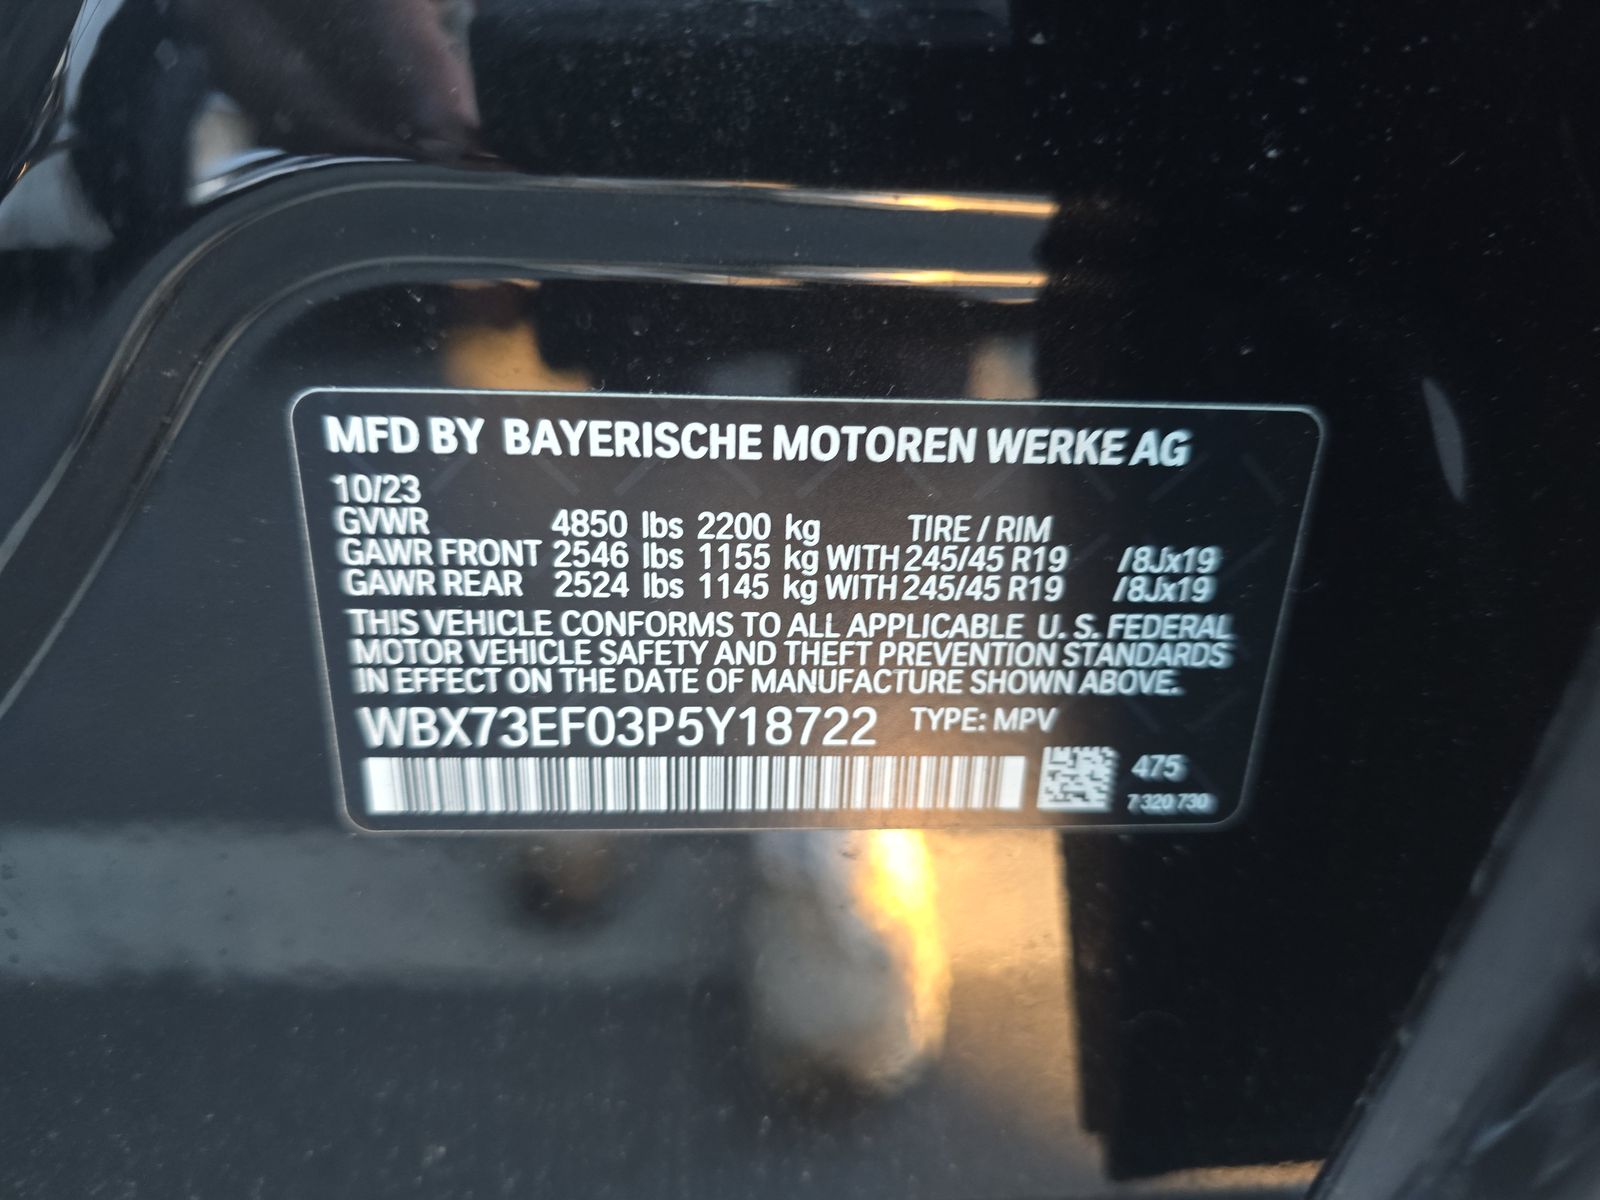 MFD BY BAYERISCHE MOTOREN WERKE AG
10/23
GVWR 4850 lbs 2200 kg TIRE / RIM
GAWR FRONT 2546 lbs 1155 kg WITH 245/45 R19 /8Jx19
GAWR REAR 2524 lbs 1145 kg WITH 245/45 R19 /8Jx19
THIS VEHICLE CONFORMS TO ALL APPLICABLE U. S. FEDERAL
MOTOR VEHICLE SAFETY AND THEFT PREVENTION STANDARDS
IN EFFECT ON THE DATE OF MANUFACTURE SHOWN ABOVE.
WBX73EF03P5Y18722 TYPE: MPV
475
7 320 730